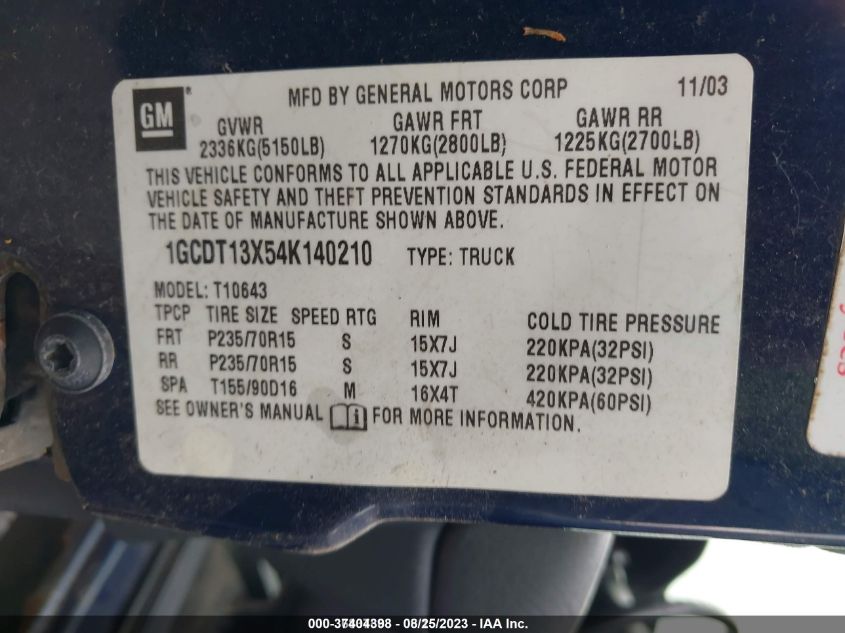 GM
MFD BY GENERAL MOTORS CORP 11/03
GVWR GAWR FRT GAWR RR
2336KG(5150LB) 1270KG(2800LB) 1225KG(2700LB)
THIS VEHICLE CONFORMS TO ALL APPLICABLE U.S. FEDERAL MOTOR
VEHICLE SAFETY AND THEFT PREVENTION STANDARDS IN EFFECT ON
THE DATE OF MANUFACTURE SHOWN ABOVE.
1GCDT13X54K140210 TYPE: TRUCK
MODEL: T10643
TPCP TIRE SIZE SPEED RTG RIM COLD TIRE PRESSURE
FRT P235/70R15 S 15X7J 220KPA(32PSI)
RR P235/70R15 S 15X7J 220KPA(32PSI)
SPA T155/90D16 M 16X4T 420KPA(60PSI)
SEE OWNER'S MANUAL FOR MORE INFORMATION.
000-37404398 - 08/25/2023 - IAA Inc.